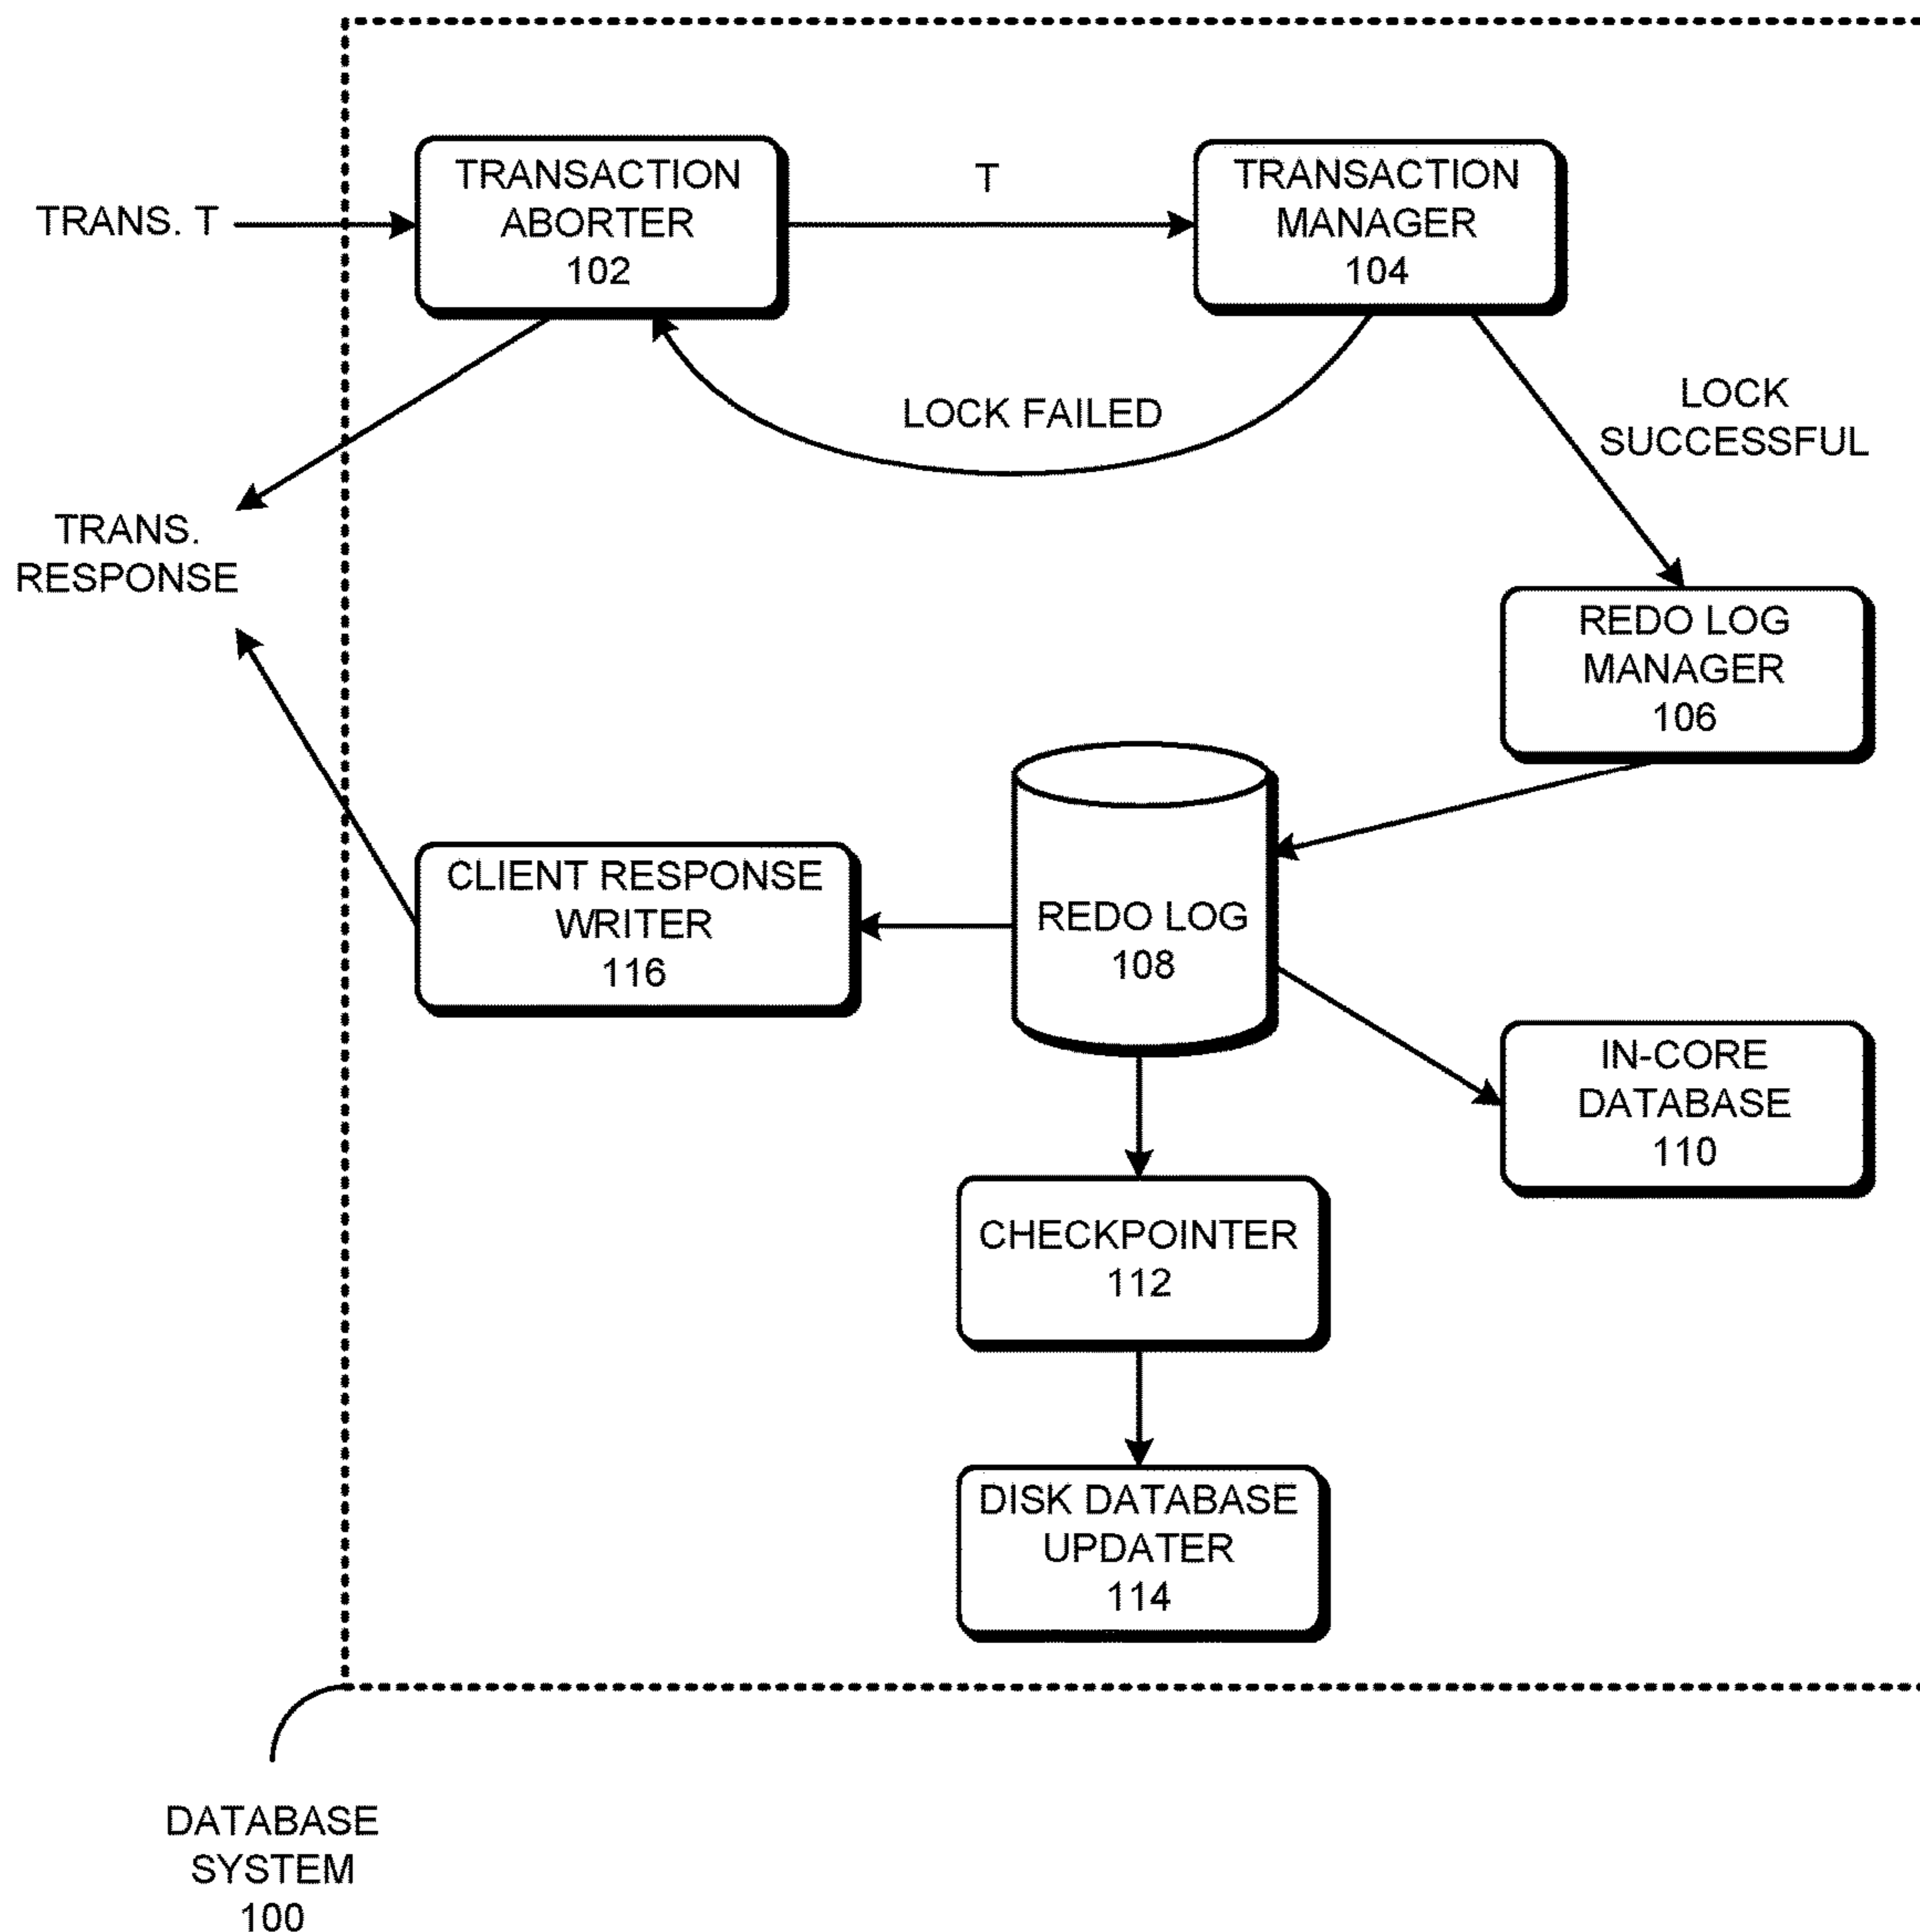 TRANSACTION
ABORTER
102
T
TRANSACTION
MANAGER
104
TRANS. T
LOCK FAILED
LOCK
SUCCESSFUL
TRANS.
RESPONSE
REDO LOG
MANAGER
106
CLIENT RESPONSE
WRITER
116
REDO LOG
108
IN-CORE
DATABASE
110
CHECKPOINTER
112
DISK DATABASE
UPDATER
114
DATABASE
SYSTEM
100